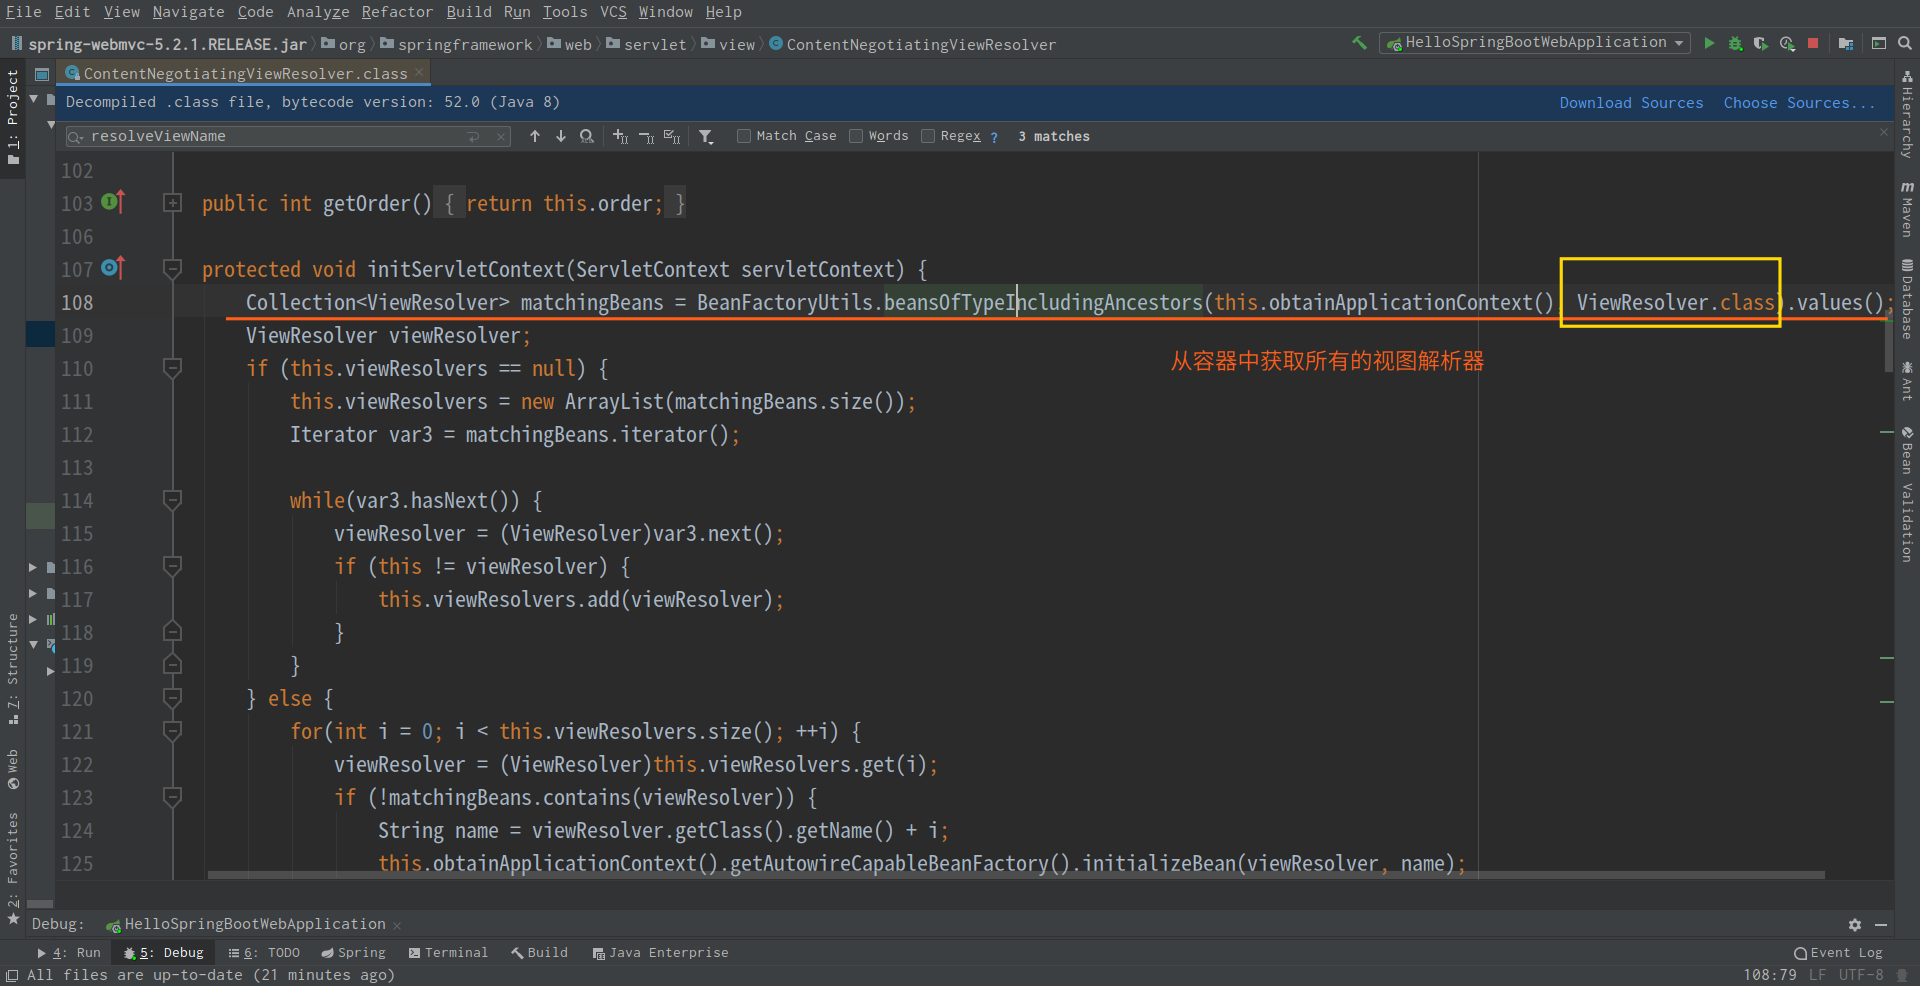 File Edit View Navigate Code Analyze Refactor Build Run Tools VCS Window Help
spring-webmvc-5.2.1.RELEASE.jar org springframework web servlet view ContentNegotiatingViewResolver HelloSpringBootWebApplication
ContentNegotiatingViewResolver.class
Decompiled .class file, bytecode version: 52.0 (Java 8) Download Sources Choose Sources...
resolveViewName Match Case Words Regex ? 3 matches
102
103 public int getOrder() { return this.order; }
106
107 protected void initServletContext(ServletContext servletContext) {
108 Collection<ViewResolver> matchingBeans = BeanFactoryUtils.beansOfTypeIncludingAncestors(this.obtainApplicationContext() ViewResolver.class).values();
109 ViewResolver viewResolver;
从容器中获取所有的视图解析器
110 if (this.viewResolvers == null) {
111 this.viewResolvers = new ArrayList(matchingBeans.size());
112 Iterator var3 = matchingBeans.iterator();
113
114 while(var3.hasNext()) {
115 viewResolver = (ViewResolver)var3.next();
116 if (this != viewResolver) {
117 this.viewResolvers.add(viewResolver);
118 }
119 }
120 } else {
121 for(int i = 0; i < this.viewResolvers.size(); ++i) {
122 viewResolver = (ViewResolver)this.viewResolvers.get(i);
123 if (!matchingBeans.contains(viewResolver)) {
124 String name = viewResolver.getClass().getName() + i;
125 this.obtainApplicationContext().getAutowireCapableBeanFactory().initializeBean(viewResolver, name);
1: Project
7: Structure
Web
2: Favorites
Hierarchy
m Maven
Database
Ant
Bean Validation
Debug: HelloSpringBootWebApplication
4: Run 5: Debug 6: TODO Spring Terminal Build Java Enterprise Event Log
All files are up-to-date (21 minutes ago) 108:79 LF UTF-8